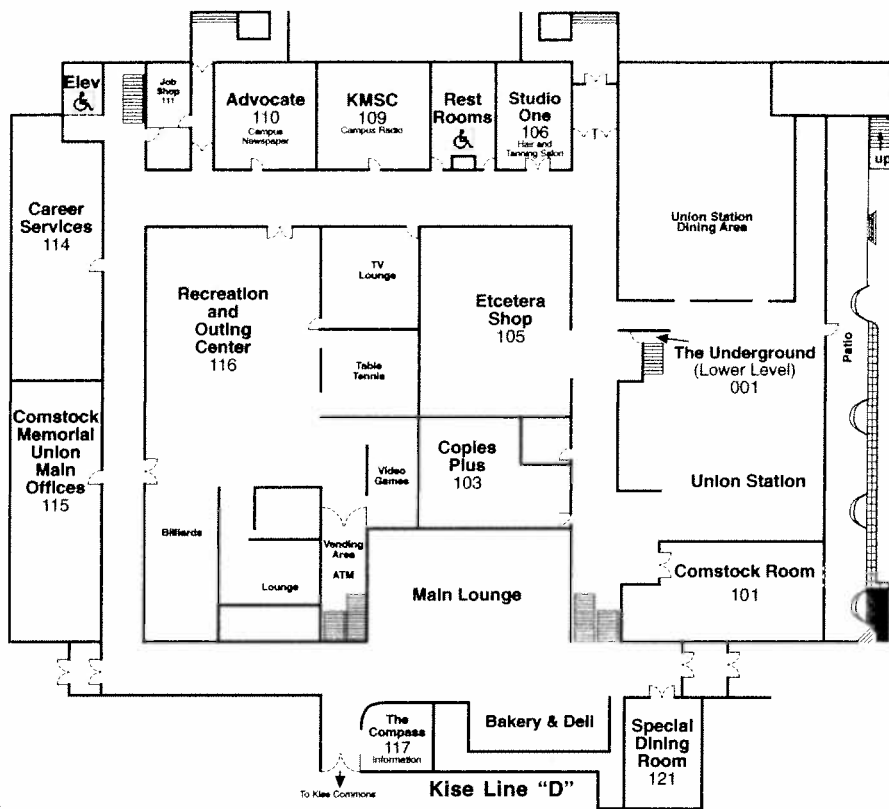 Elev
Job
Shop
111
Advocate
110
Campus
Newspaper
KMSC
109
Campus Radio
Rest
Rooms
Studio
One
106
Hair and
Tanning Salon
T
up
Career
Services
114
Union Station
Dining Area
TV
Lounge
Recreation
and
Outing
Center
116
Etcetera
Shop
105
Patio
The Underground
(Lower Level)
001
Table
Tennis
Comstock
Memorial
Union
Main
Offices
115
Copies
Plus
103
Video
Games
Union Station
Billiards
Vending
Area
ATM
Lounge
Main Lounge
Comstock Room
101
The
Compass
117
Information
Bakery & Deli
Special
Dining
Room
121
To Kise Commons
Kise Line "D"